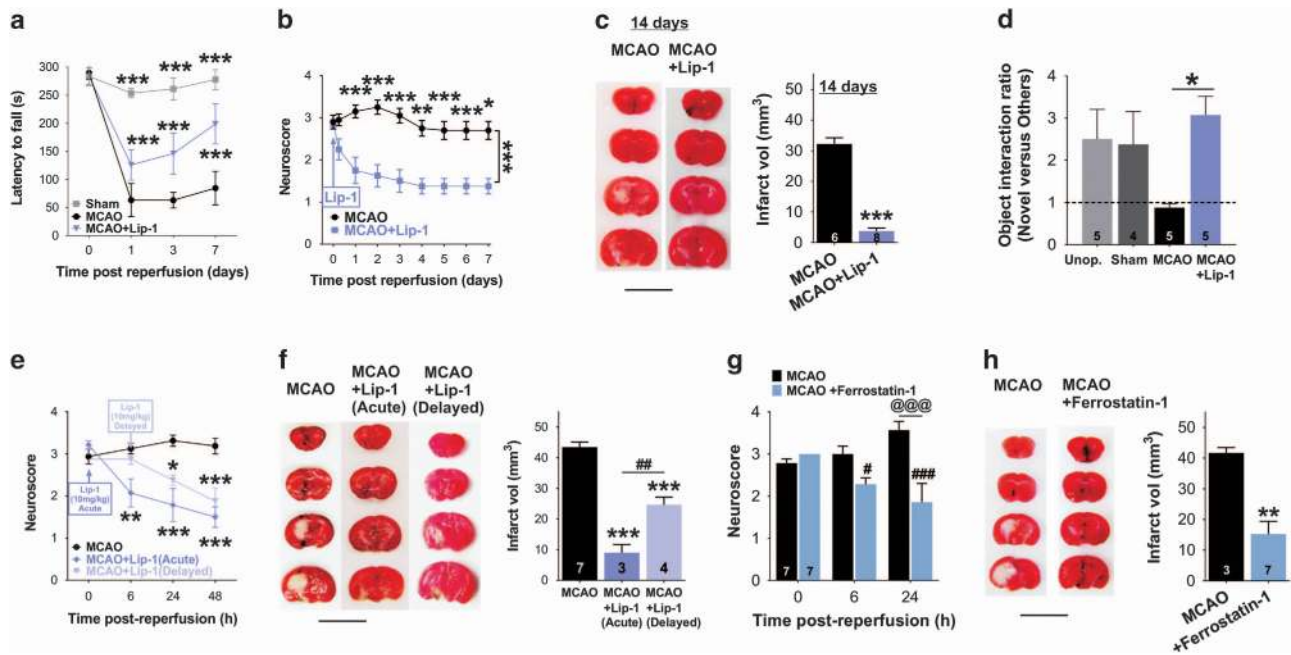 a
Latency to fall (s)
300
250
200
150
100
50
0
***
***
***
***
***
***
Sham
MCAO
MCAO+Lip-1
0
1
3
7
Time post reperfusion (days)
b
Neuroscore
4
3
2
1
0
***
***
***
**
***
***
*
***
Lip-1
MCAO
MCAO+Lip-1
0 1 2 3 4 5 6 7
Time post reperfusion (days)
c
14 days
MCAO
MCAO
+Lip-1
Infarct vol (mm3)
50
40
30
20
10
0
14 days
***
6
8
MCAO
MCAO+Lip-1
d
Object interaction ratio
(Novel versus Others)
4
3
2
1
0
*
5
4
5
5
Unop.
Sham
MCAO
MCAO
+Lip-1
e
Neuroscore
4
3
2
1
0
Lip-1
(10mg/kg)
Delayed
Lip-1
(10mg/kg)
Acute
*
***
**
***
***
MCAO
MCAO+Lip-1(Acute)
MCAO+Lip-1(Delayed)
0
6
24
48
Time post-reperfusion (h)
f
MCAO
MCAO
+Lip-1
(Acute)
MCAO
+Lip-1
(Delayed)
Infarct vol (mm3)
50
40
30
20
10
0
##
***
***
7
3
4
MCAO
MCAO
+Lip-1
(Acute)
MCAO
+Lip-1
(Delayed)
g
MCAO
MCAO +Ferrostatin-1
Neuroscore
4
3
2
1
0
@@@
#
###
7
7
0
6
24
Time post-reperfusion (h)
h
MCAO
MCAO
+Ferrostatin-1
Infarct vol (mm3)
50
40
30
20
10
0
**
3
7
MCAO
+Ferrostatin-1